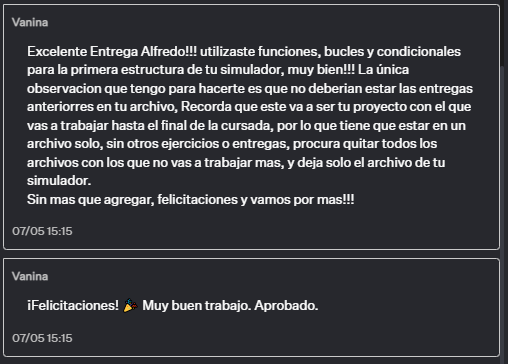 Vanina
Excelente Entrega Alfredo!!! utilizaste funciones, bucles y condicionales
para la primera estructura de tu simulador, muy bien!!! La única
observacion que tengo para hacerte es que no deberian estar las entregas
anteriorres en tu archivo, Recorda que este va a ser tu proyecto con el que
vas a trabajar hasta el final de la cursada, por lo que tiene que estar en un
archivo solo, sin otros ejercicios o entregas, procura quitar todos los
archivos con los que no vas a trabajar mas, y deja solo el archivo de tu
simulador.
Sin mas que agregar, felicitaciones y vamos por mas!!!
07/05 15:15
Vanina
¡Felicitaciones! 🎉 Muy buen trabajo. Aprobado.
07/05 15:15